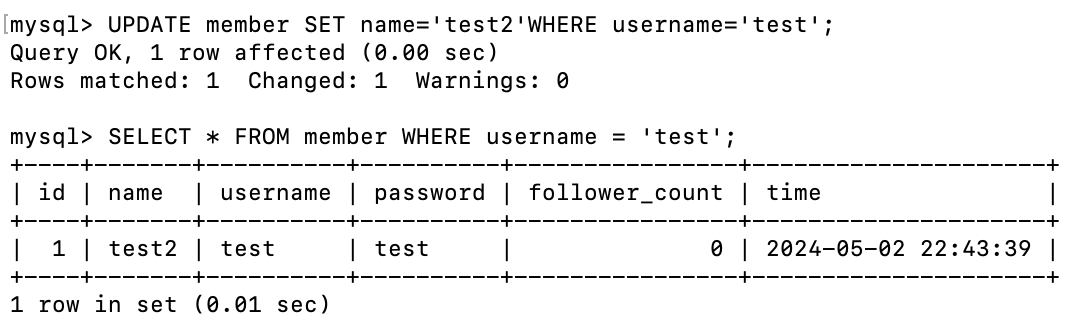 mysql> UPDATE member SET name='test2'WHERE username='test';
Query OK, 1 row affected (0.00 sec)
Rows matched: 1  Changed: 1  Warnings: 0

mysql> SELECT * FROM member WHERE username = 'test';
+----+-------+----------+----------+----------------+---------------------+
| id | name  | username | password | follower_count | time                |
+----+-------+----------+----------+----------------+---------------------+
|  1 | test2 | test     | test     |              0 | 2024-05-02 22:43:39 |
+----+-------+----------+----------+----------------+---------------------+
1 row in set (0.01 sec)